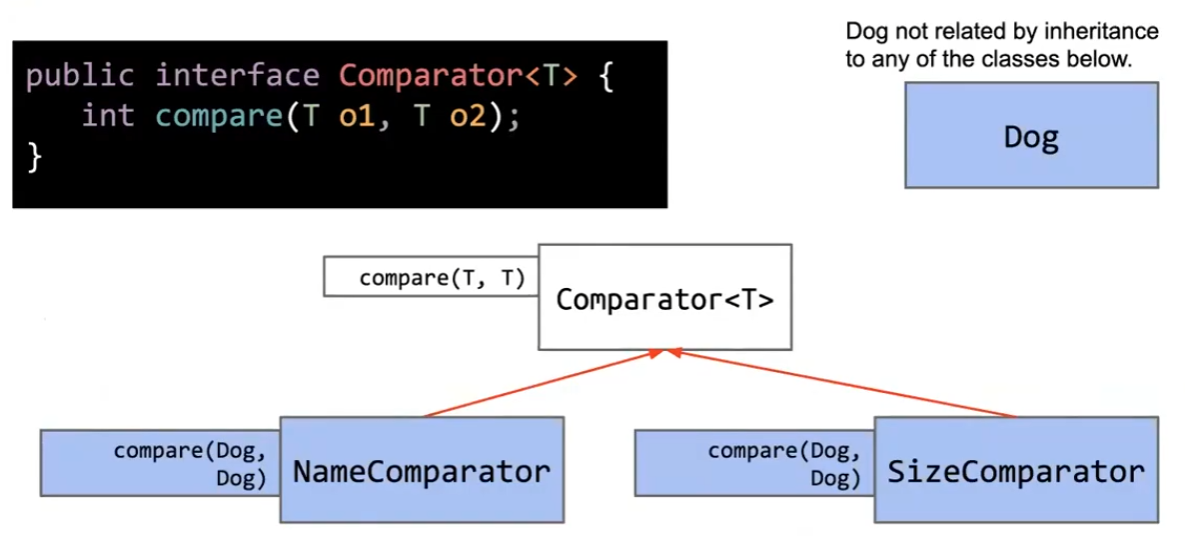 Dog not related by inheritance
to any of the classes below.
public interface Comparator<T> {
int compare(T o1, T o2);
}
Dog
compare(T, T)
Comparator<T>
compare(Dog,
Dog)
NameComparator
compare(Dog,
Dog)
SizeComparator